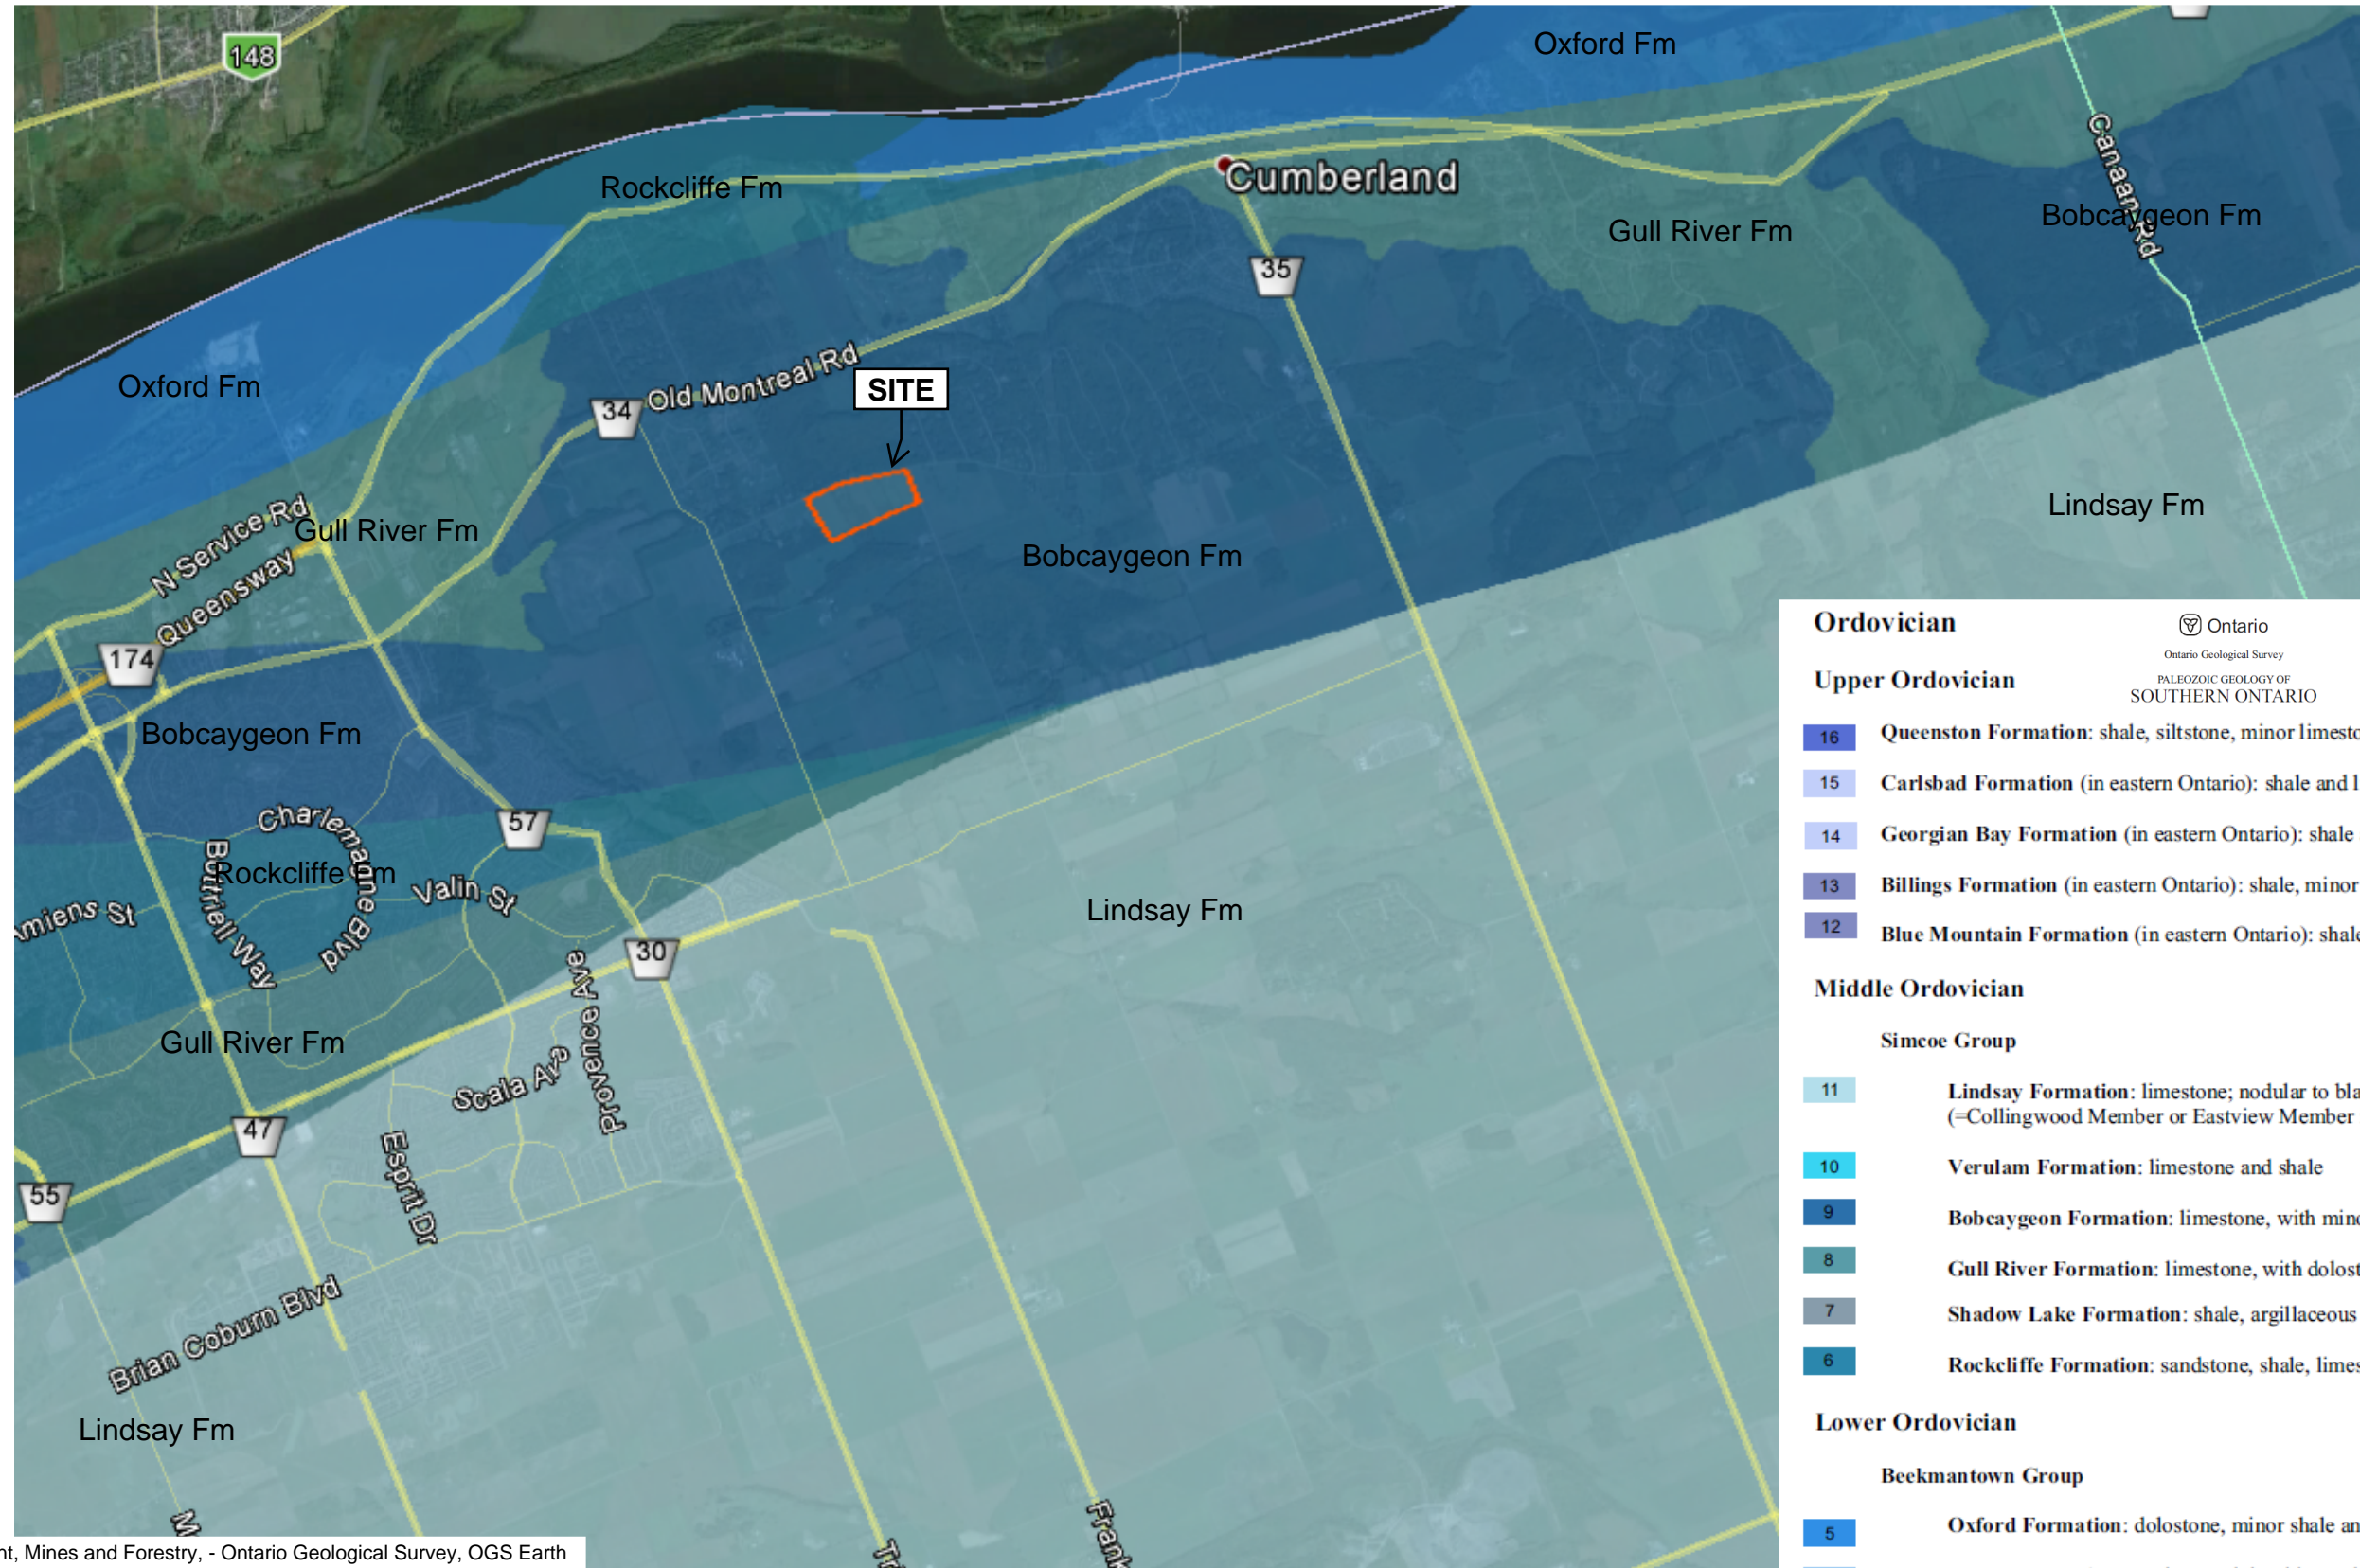 148
Oxford Fm
Rockcliffe Fm
Cumberland
Canaan Rd
Bobcaygeon Fm
Gull River Fm
35
Oxford Fm
34
Old Montreal Rd
SITE
Lindsay Fm
N Service Rd
Gull River Fm
Queensway
174
Bobcaygeon Fm
Bobcaygeon Fm
57
Charlemagne Blvd
Rockcliffe Fm
Valin St
Amiens St
Way
30
Lindsay Fm
Provence Ave
Gull River Fm
Scala Ave
47
Esprit Dr
55
Brian Coburn Blvd
Lindsay Fm
M
Tr
Frank
Ordovician
Ontario
Ontario Geological Survey
PALEOZOIC GEOLOGY OF
SOUTHERN ONTARIO
Upper Ordovician
16 Queenston Formation: shale, siltstone, minor limesto
15 Carlsbad Formation (in eastern Ontario): shale and l
14 Georgian Bay Formation (in eastern Ontario): shale
13 Billings Formation (in eastern Ontario): shale, minor
12 Blue Mountain Formation (in eastern Ontario): shale
Middle Ordovician
Simcoe Group
11 Lindsay Formation: limestone; nodular to bla
(=Collingwood Member or Eastview Member
10 Verulam Formation: limestone and shale
9 Bobcaygeon Formation: limestone, with mino
8 Gull River Formation: limestone, with dolost
7 Shadow Lake Formation: shale, argillaceous
6 Rockcliffe Formation: sandstone, shale, limes
Lower Ordovician
Beekmantown Group
5 Oxford Formation: dolostone, minor shale an
nt, Mines and Forestry, - Ontario Geological Survey, OGS Earth